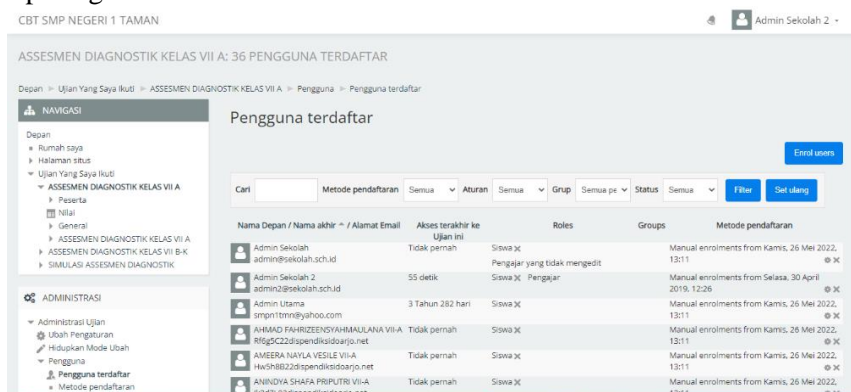 CBT SMP NEGERI 1 TAMAN
Admin Sekolah 2
ASSESMEN DIAGNOSTIK KELAS VII A: 36 PENGGUNA TERDAFTAR
Depan Ujian Yang Saya Ikuti ASSESMEN DIAGNOSTIK KELAS VII A Pengguna Pengguna terdaftar
NAVIGASI
Depan
Rumah saya
Halaman situs
Ujian Yang Saya Ikuti
ASSESMEN DIAGNOSTIK KELAS VII A
Peserta
Nilai
General
ASSESMEN DIAGNOSTIK KELAS VII A
ASSESMEN DIAGNOSTIK KELAS VII B-K
SIMULASI ASSESMEN DIAGNOSTIK
ADMINISTRASI
Administrasi Ujian
Ubah Pengaturan
Hidupkan Mode Ubah
Pengguna
Pengguna terdaftar
Metode pendaftaran
Pengguna terdaftar
Enrol users
Cari Metode pendaftaran Semua Aturan Semua Grup Semua pe Status Semua Filter Set ulang
Nama Depan / Nama akhir / Alamat Email Akses terakhir ke Ujian ini Roles Groups Metode pendaftaran
Admin Sekolah Tidak pernah Siswa Manual enrolments from Kamis, 26 Mei 2022,
admin@sekolah.sch.id Pengajar yang tidak mengedit 13:11
Admin Sekolah 2 55 detik Siswa Pengajar Manual enrolments from Selasa, 30 April
admin2@sekolah.sch.id 2019, 12:26
Admin Utama 3 Tahun 282 hari Siswa Manual enrolments from Kamis, 26 Mei 2022,
smpn1tmn@yahoo.com 13:11
AHMAD FAHRIZEENSYAHMAULANA VII-A Tidak pernah Siswa Manual enrolments from Kamis, 26 Mei 2022,
Rf6g5C22dispendiksidoarjo.net 13:11
AMEERA NAYLA VESILE VII-A Tidak pernah Siswa Manual enrolments from Kamis, 26 Mei 2022,
Hw5h8B22dispendiksidoarjo.net 13:11
ANINDYA SHAFA PRIPUTRI VII-A Tidak pernah Siswa Manual enrolments from Kamis, 26 Mei 2022,